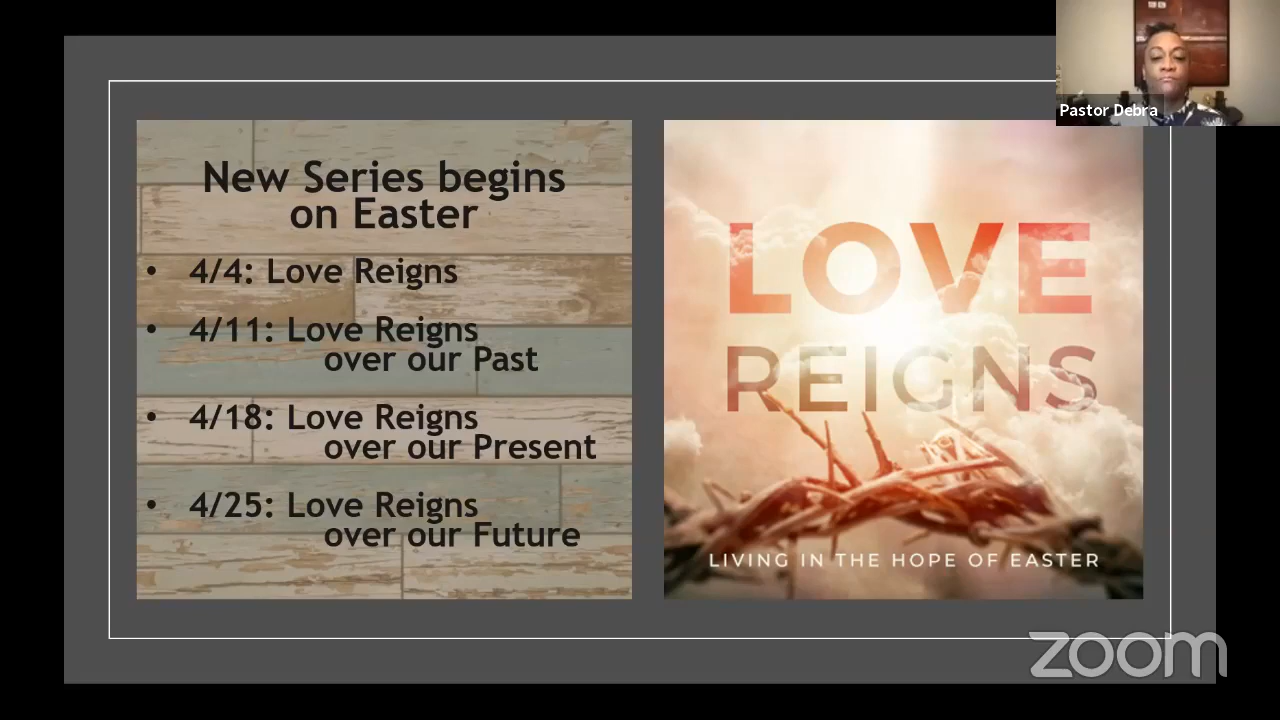 New Series begins
on Easter
• 4/4: Love Reigns
• 4/11: Love Reigns
over our Past
• 4/18: Love Reigns
over our Present
• 4/25: Love Reigns
over our Future
LOVE
REIGNS
LIVING IN THE HOPE OF EASTER
Pastor Debra
zoom